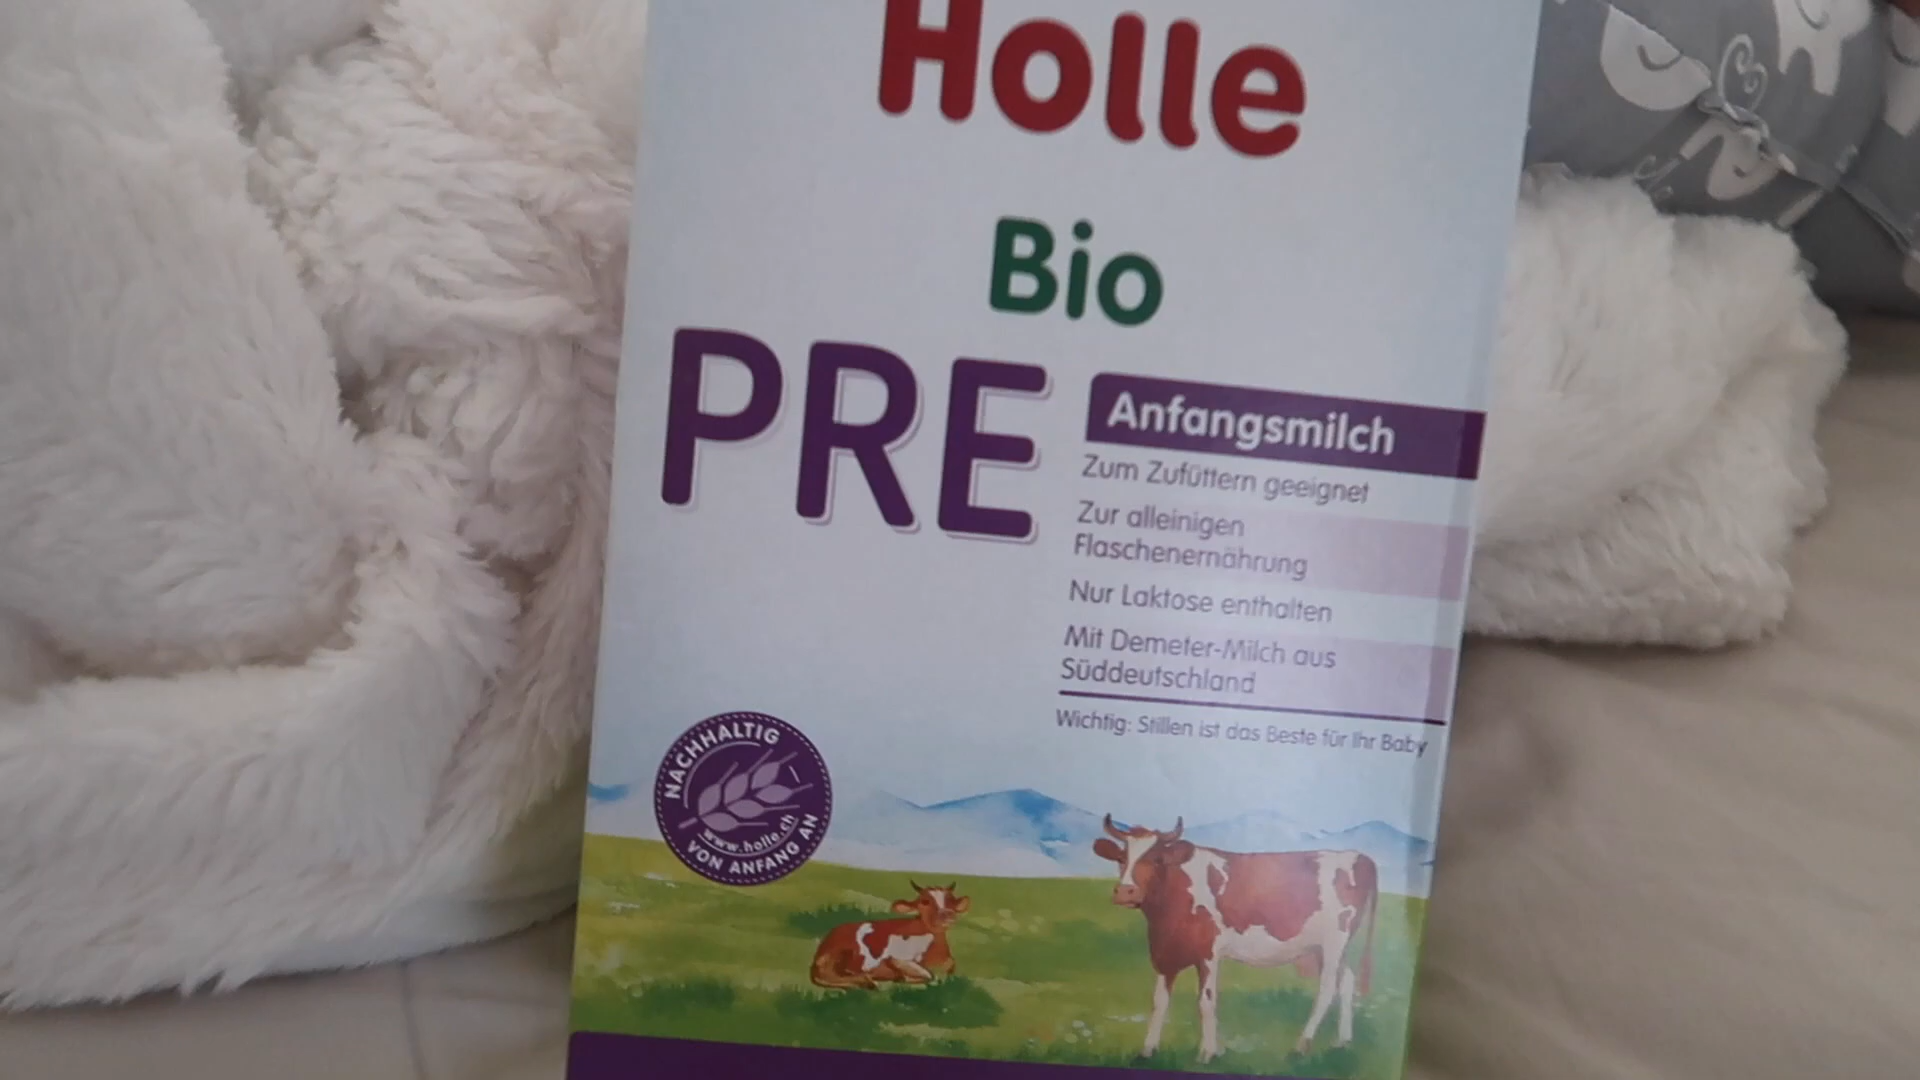 Holle
Bio
PRE
Anfangsmilch
Zum Zufüttern geeignet
Zur alleinigen
Flaschenernährung
Nur Laktose enthalten
Mit Demeter-Milch aus
Süddeutschland
Wichtig: Stillen ist das Beste für Ihr Baby
NACHHALTIG
www.holle.ch
VON ANFANG AN